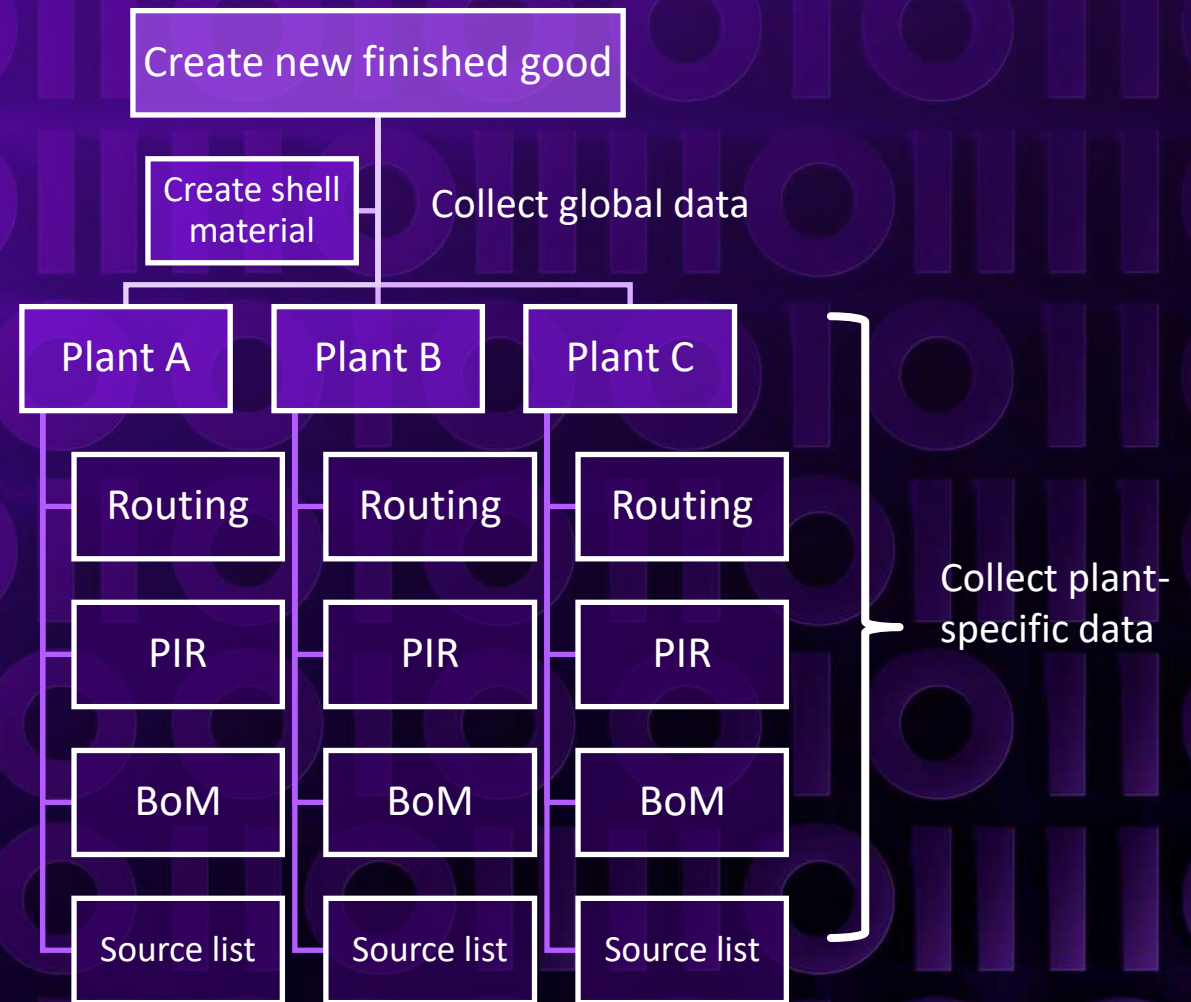 Create new finished good
Create shell
material
Collect global data
Plant A
Plant B
Plant C
Routing
Routing
Routing
PIR
PIR
PIR
Collect plant-
specific data
BoM
BoM
BoM
Source list
Source list
Source list